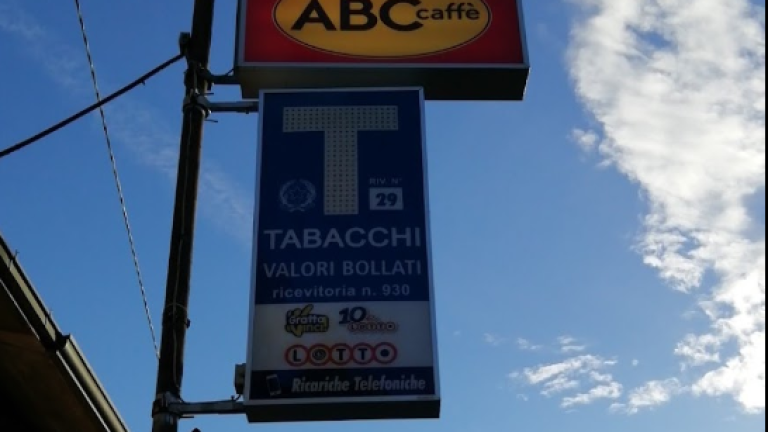 ABC caffè
T
RIV. N°
29
TABACCHI
VALORI BOLLATI
ricevitoria n. 930
Gratta
e Vinci
10 e
LOTTO
LOTTO
Ricariche Telefoniche